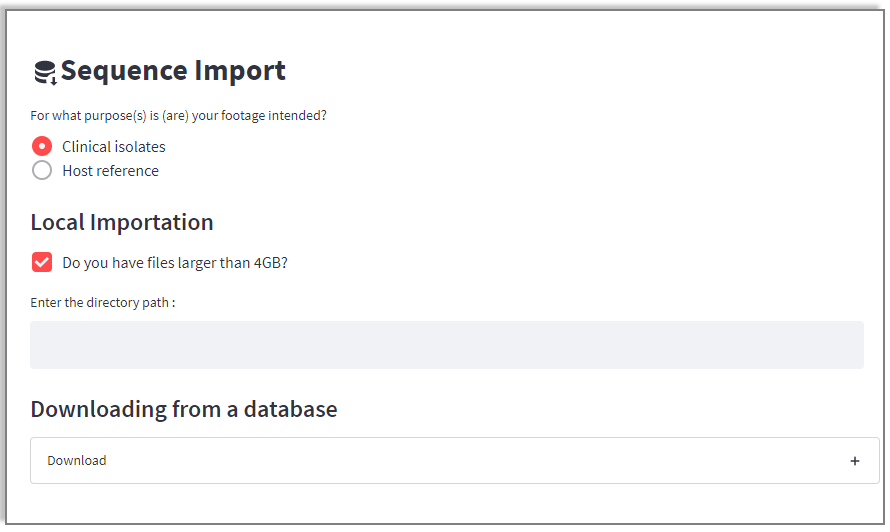 Sequence Import
For what purpose(s) is (are) your footage intended?
Clinical isolates
Host reference
Local Importation
Do you have files larger than 4GB?
Enter the directory path :
Downloading from a database
Download